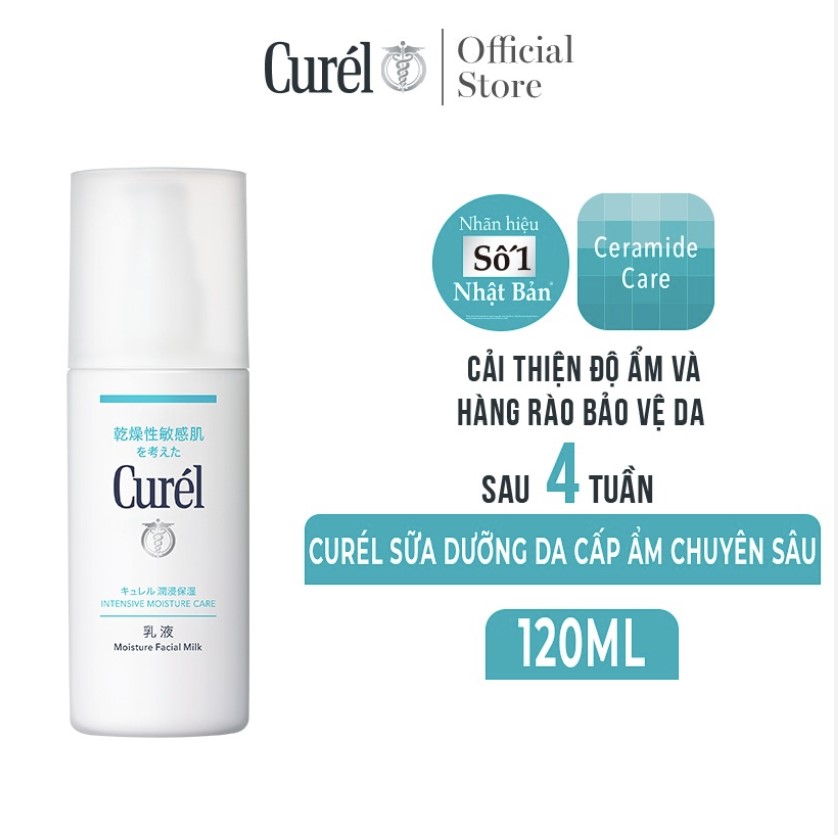 Curél
Official
Store
Nhãn hiệu
Số 1
Nhật Bản*
Ceramide
Care
CẢI THIỆN ĐỘ ẨM VÀ
HÀNG RÀO BẢO VỆ DA
SAU 4 TUẦN
CURÉL SỮA DƯỠNG DA CẤP ẨM CHUYÊN SÂU
120ML
乾燥性敏感肌
を考えた
Curél
キュレル 潤浸保湿
INTENSIVE MOISTURE CARE
乳液
Moisture Facial Milk